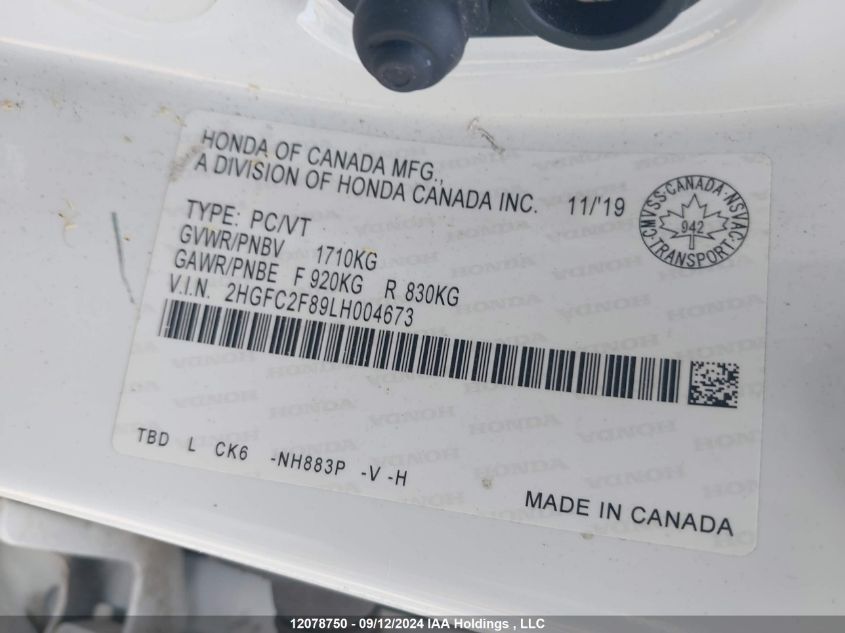 HONDA OF CANADA MFG.,
A DIVISION OF HONDA CANADA INC. 11/'19
CMVSS·CANADA·NSVAC·TRANSPORT·
942
TYPE: PC/VT
GVWR/PNBV 1710KG
GAWR/PNBE F 920KG R 830KG
V.I.N. 2HGFC2F89LH004673
TBD L CK6 -NH883P -V -H
MADE IN CANADA
12078750 - 09/12/2024 IAA Holdings , LLC